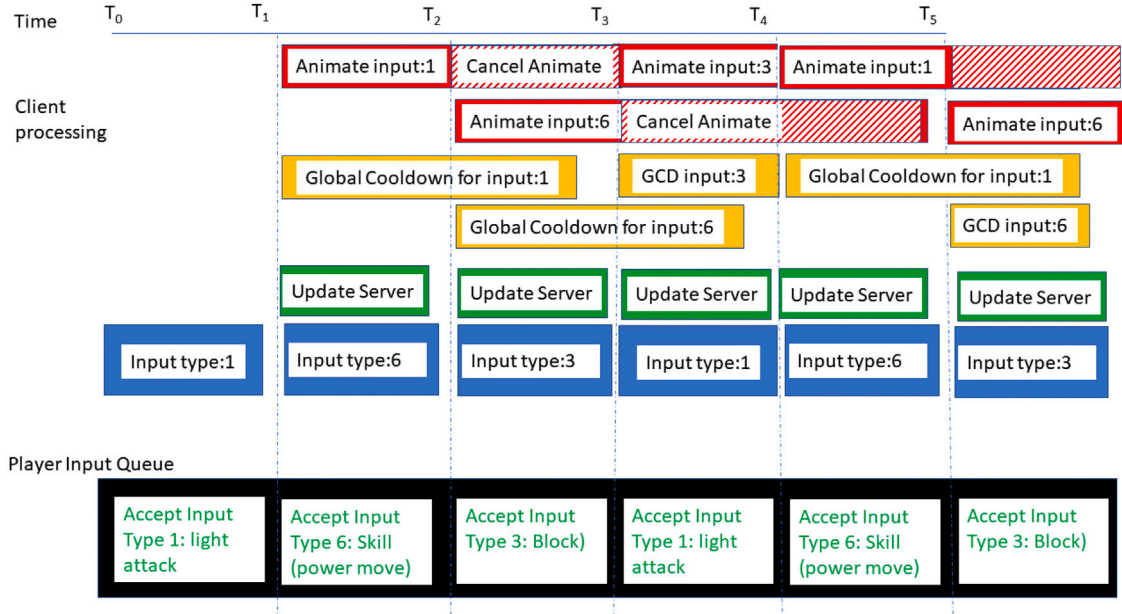 Time
T0
T1
T2
T3
T4
T5
Animate input:1
Cancel Animate
Animate input:3
Animate input:1
Client
processing
Animate input:6
Cancel Animate
Animate input:6
Global Cooldown for input:1
GCD input:3
Global Cooldown for input:1
Global Cooldown for input:6
GCD input:6
Update Server
Update Server
Update Server
Update Server
Update Server
Input type:1
Input type:6
Input type:3
Input type:1
Input type:6
Input type:3
Player Input Queue
Accept Input
Type 1: light
attack
Accept Input
Type 6: Skill
(power move)
Accept Input
Type 3: Block)
Accept Input
Type 1: light
attack
Accept Input
Type 6: Skill
(power move)
Accept Input
Type 3: Block)